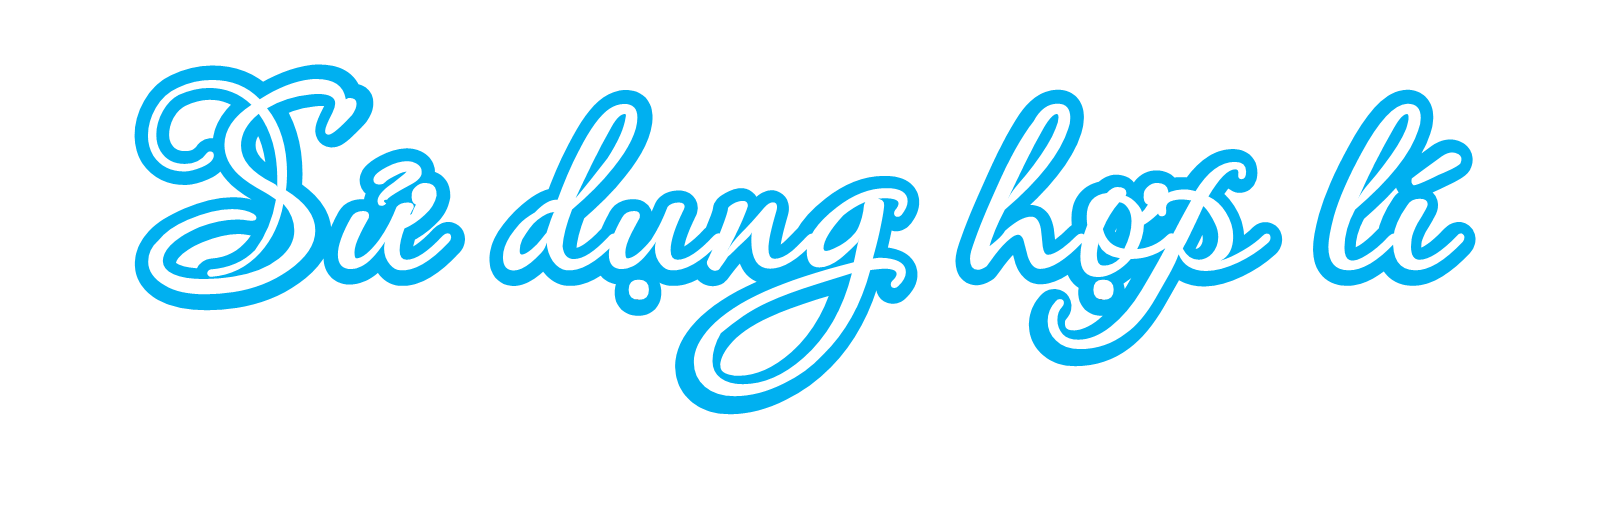 Sử dụng hợp lí